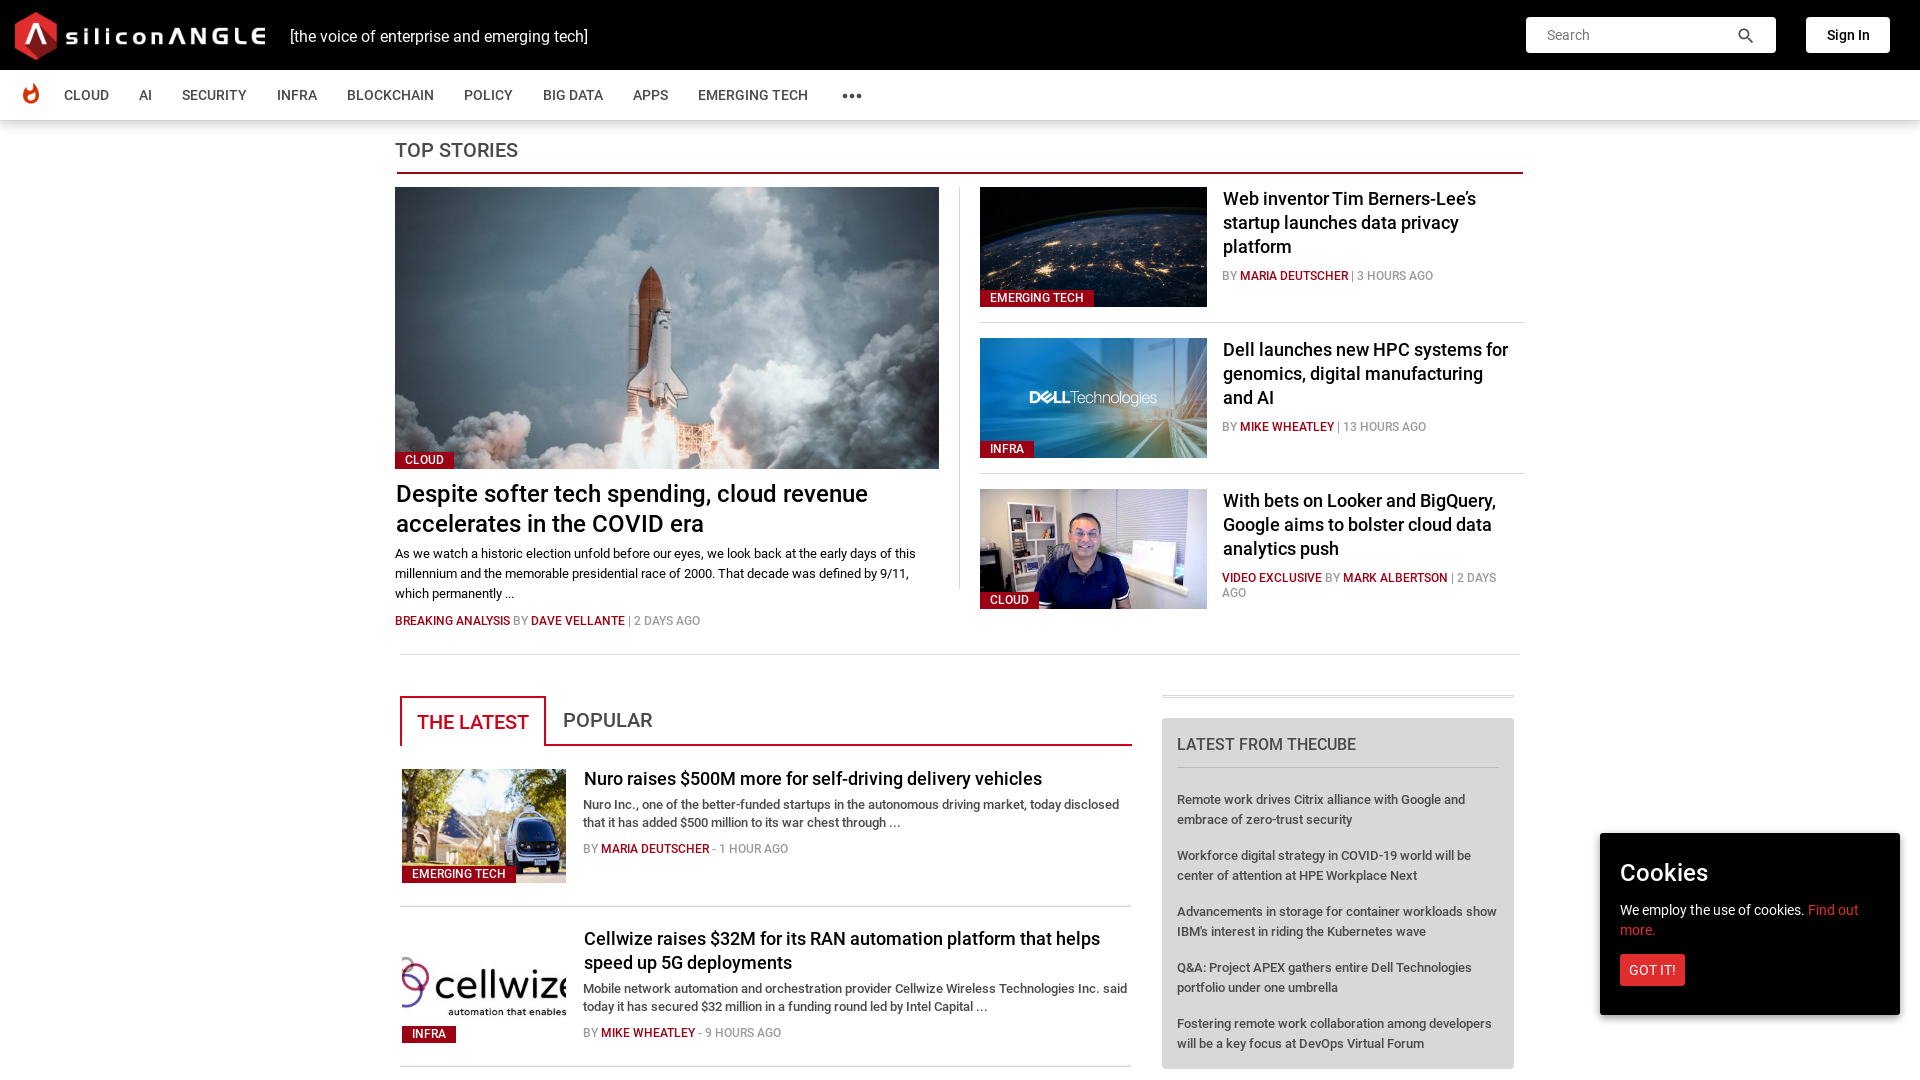 siliconANGLE
[the voice of enterprise and emerging tech]
Search
Sign In
CLOUD
AI
SECURITY
INFRA
BLOCKCHAIN
POLICY
BIG DATA
APPS
EMERGING TECH
TOP STORIES
CLOUD
Despite softer tech spending, cloud revenue
accelerates in the COVID era
As we watch a historic election unfold before our eyes, we look back at the early days of this
millennium and the memorable presidential race of 2000. That decade was defined by 9/11,
which permanently ...
BREAKING ANALYSIS BY DAVE VELLANTE | 2 DAYS AGO
EMERGING TECH
Web inventor Tim Berners-Lee’s
startup launches data privacy
platform
BY MARIA DEUTSCHER | 3 HOURS AGO
DELL Technologies
INFRA
Dell launches new HPC systems for
genomics, digital manufacturing
and AI
BY MIKE WHEATLEY | 13 HOURS AGO
CLOUD
With bets on Looker and BigQuery,
Google aims to bolster cloud data
analytics push
VIDEO EXCLUSIVE BY MARK ALBERTSON | 2 DAYS
AGO
THE LATEST
POPULAR
EMERGING TECH
Nuro raises $500M more for self-driving delivery vehicles
Nuro Inc., one of the better-funded startups in the autonomous driving market, today disclosed
that it has added $500 million to its war chest through ...
BY MARIA DEUTSCHER - 1 HOUR AGO
cellwize
automation that enables
INFRA
Cellwize raises $32M for its RAN automation platform that helps
speed up 5G deployments
Mobile network automation and orchestration provider Cellwize Wireless Technologies Inc. said
today it has secured $32 million in a funding round led by Intel Capital ...
BY MIKE WHEATLEY - 9 HOURS AGO
LATEST FROM THECUBE
Remote work drives Citrix alliance with Google and
embrace of zero-trust security
Workforce digital strategy in COVID-19 world will be
center of attention at HPE Workplace Next
Advancements in storage for container workloads show
IBM's interest in riding the Kubernetes wave
Q&A: Project APEX gathers entire Dell Technologies
portfolio under one umbrella
Fostering remote work collaboration among developers
will be a key focus at DevOps Virtual Forum
Cookies
We employ the use of cookies. Find out
more.
GOT IT!